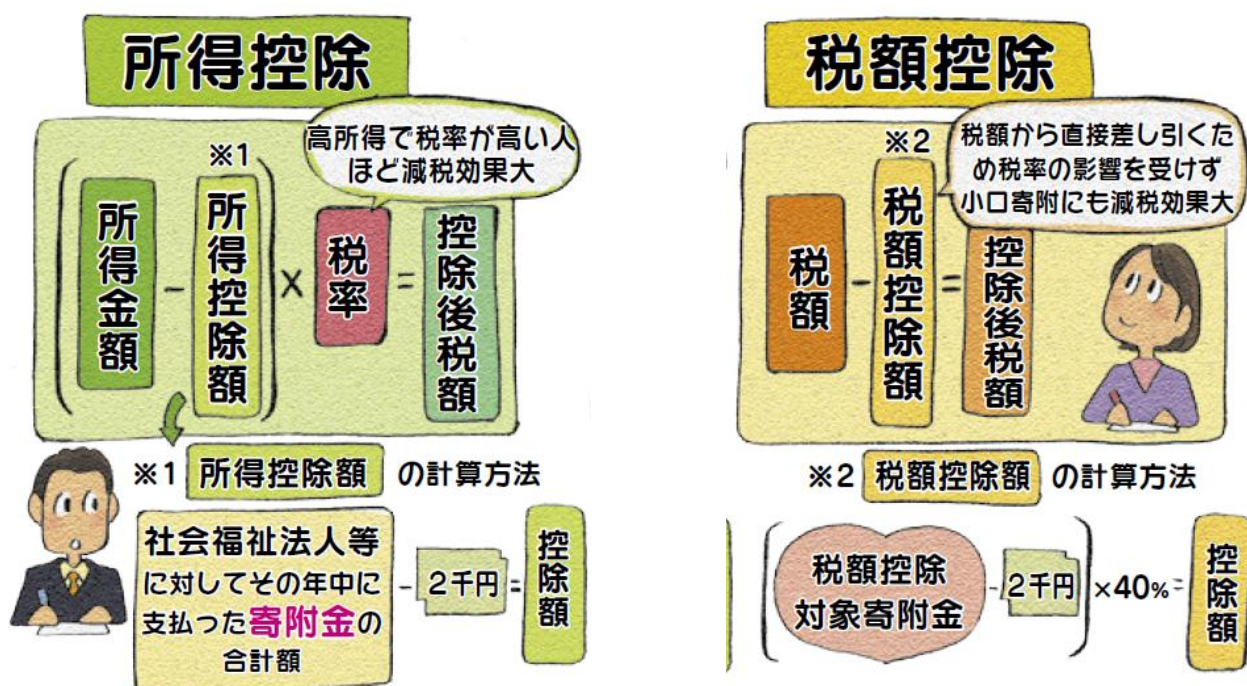 所得控除
高所得で税率が高い人
ほど減税効果大
※1
(所得金額-所得控除額)×税率=控除後税額
※1 所得控除額 の計算方法
社会福祉法人等
に対してその年中に
支払った寄附金の
合計額
-2千円=控除額
税額控除
税額から直接差し引くた
め税率の影響を受けず
小口寄附にも減税効果大
※2
税額-税額控除額=控除後税額
※2 税額控除額 の計算方法
税額控除
対象寄附金
-2千円)×40%=控除額